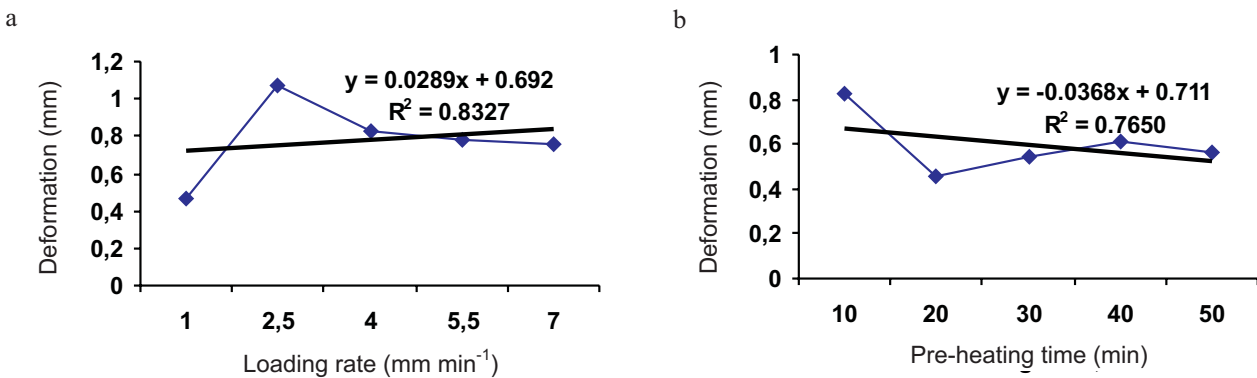 a
Deformation (mm)
1,2
1
0,8
0,6
0,4
0,2
0
y = 0.0289x + 0.692
R² = 0.8327
1 2,5 4 5,5 7
Loading rate (mm min⁻¹)
b
Deformation (mm)
1
0,8
0,6
0,4
0,2
0
y = -0.0368x + 0.711
R² = 0.7650
10 20 30 40 50
Pre-heating time (min)